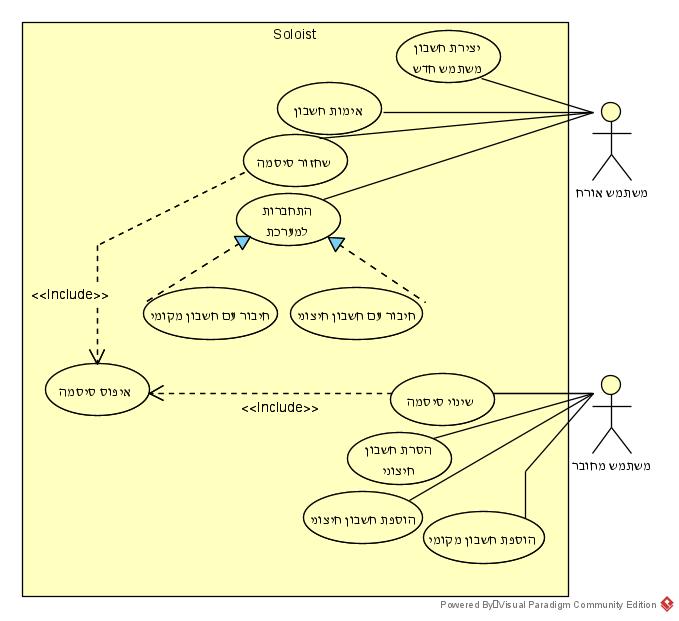 Soloist
יצירת חשבון
משתמש חדש
אימות חשבון
שחזור סיסמה
משתמש אורח
התחברות
למערכת
<<Include>>
חיבור עם חשבון מקומי
חיבור עם חשבון חיצוני
איפוס סיסמה
שינוי סיסמה
<<Include>>
הסרת חשבון
חיצוני
משתמש מחובר
הוספת חשבון חיצוני
הוספת חשבון מקומי
Powered By Visual Paradigm Community Edition